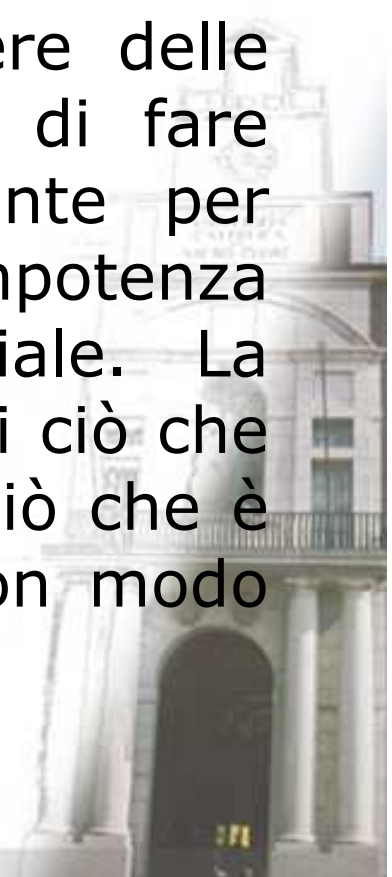 ere delle
di fare
nte per
npotenza
iale. La
i ciò che
iò che è
on modo